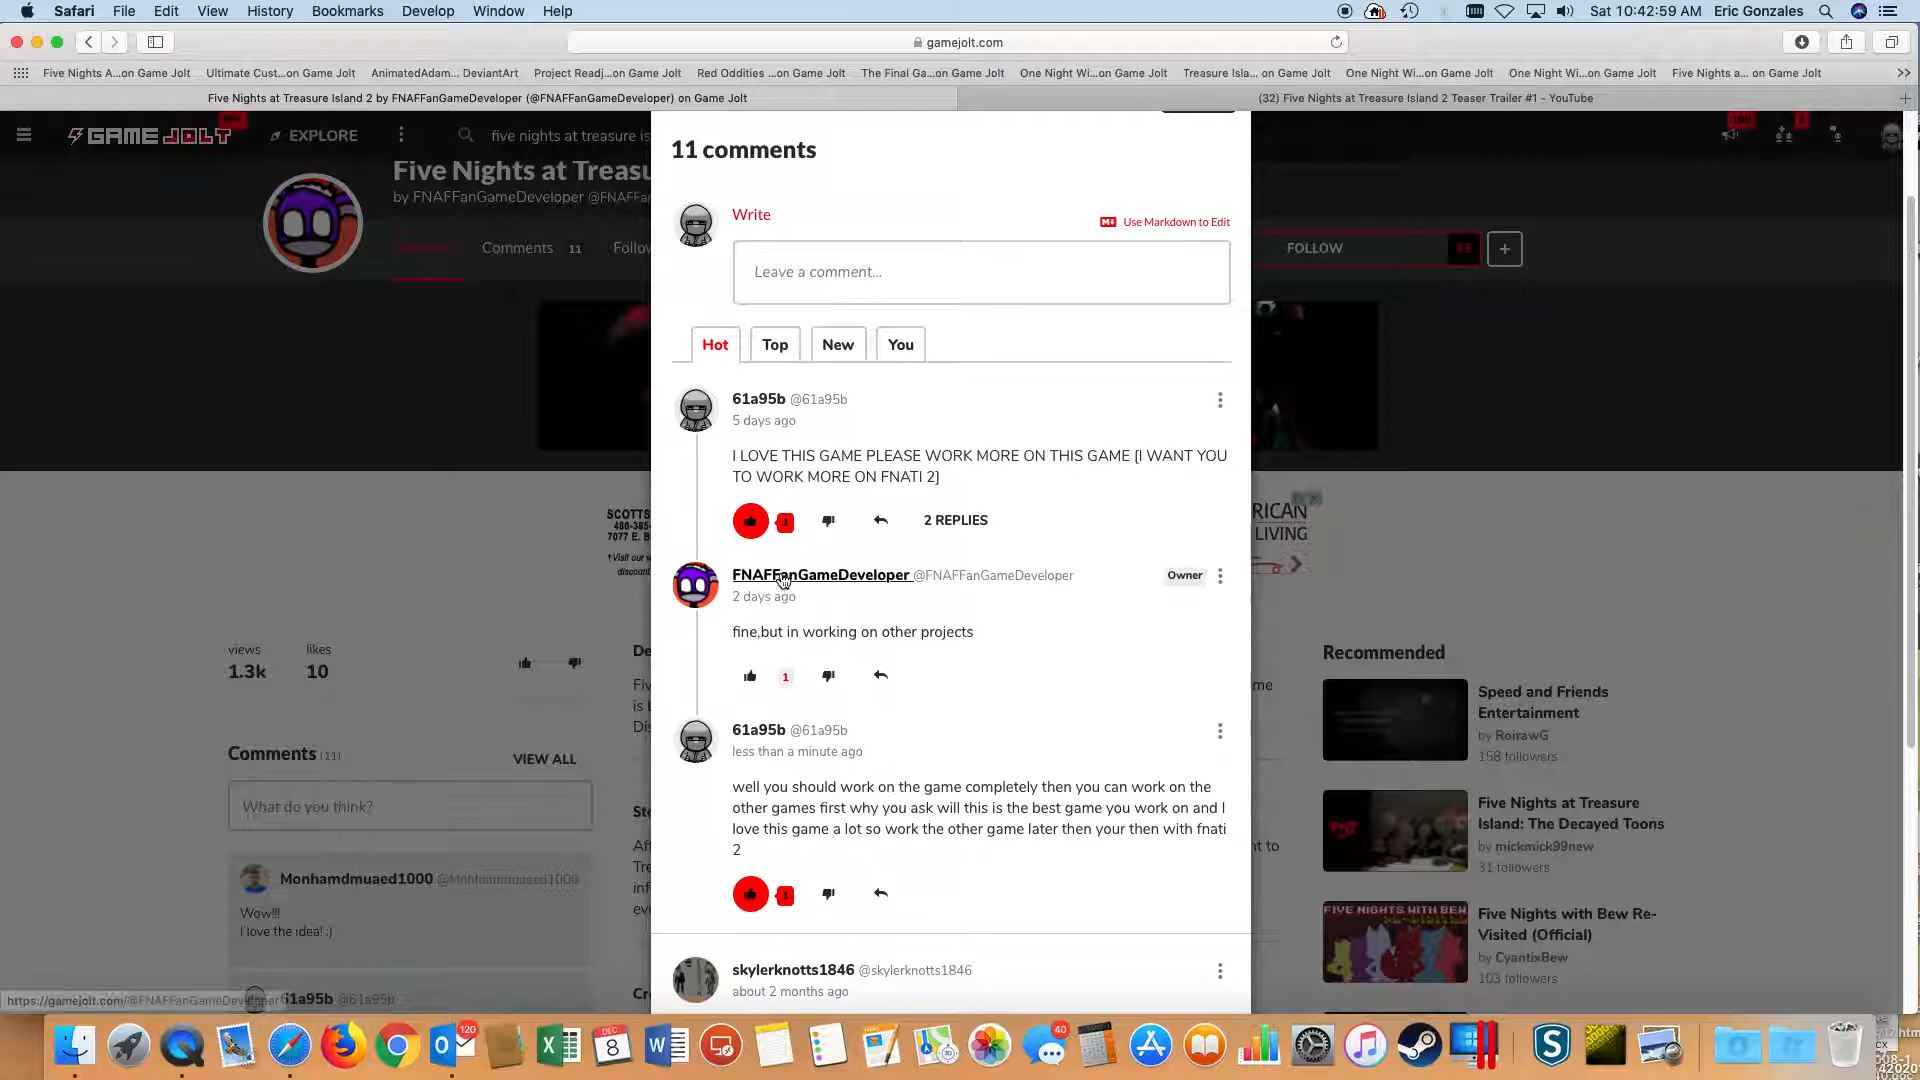 Safari File Edit View History Bookmarks Develop Window Help Sat 10:42:59 AM Eric Gonzales
gamejolt.com
Five Nights A...on Game Jolt Ultimate Cust...on Game Jolt AnimatedAdam... DeviantArt Project Readj...on Game Jolt Red Oddities ...on Game Jolt The Final Ga...on Game Jolt One Night Wi...on Game Jolt Treasure Isla... on Game Jolt One Night Wi...on Game Jolt One Night Wi...on Game Jolt Five Nights a... on Game Jolt
Five Nights at Treasure Island 2 by FNAFFanGameDeveloper (@FNAFFanGameDeveloper) on Game Jolt (32) Five Nights at Treasure Island 2 Teaser Trailer #1 - YouTube
GAME JOLT EXPLORE five nights at treasure is
Five Nights at Treasu
by FNAFFanGameDeveloper @FNAFFa
Comments 11 Follow
FOLLOW
11 comments
Write
Use Markdown to Edit
Leave a comment...
Hot Top New You
61a95b @61a95b
5 days ago
I LOVE THIS GAME PLEASE WORK MORE ON THIS GAME [I WANT YOU
TO WORK MORE ON FNATI 2]
2 REPLIES
FNAFFanGameDeveloper @FNAFFanGameDeveloper Owner
2 days ago
fine,but in working on other projects
1
61a95b @61a95b
less than a minute ago
well you should work on the game completely then you can work on the
other games first why you ask will this is the best game you work on and I
love this game a lot so work the other game later then your then with fnati
2
1
skylerknotts1846 @skylerknotts1846
about 2 months ago
SCOTTS
480-385-
7077 E. B
†Visit our w
discount
RICAN
LIVING
views likes
1.3k 10
Comments (11) VIEW ALL
What do you think?
Monhamdmuaed1000 @Monhamdmuaed1000
Wow!!!
I love the idea! :)
61a95b @61a95b
https://gamejolt.com/@FNAFFanGameDeveloper
De
Fiv
is l
Dis
Ste
Aft
Tre
inf
eve
Cre
me
nt to
Recommended
Speed and Friends
Entertainment
by RoirawG
158 followers
Five Nights at Treasure
Island: The Decayed Toons
by mickmick99new
31 followers
FIVE NIGHTS WITH BEW
Five Nights with Bew Re-
Visited (Official)
by CyantixBew
103 followers
120
DEC
8
40